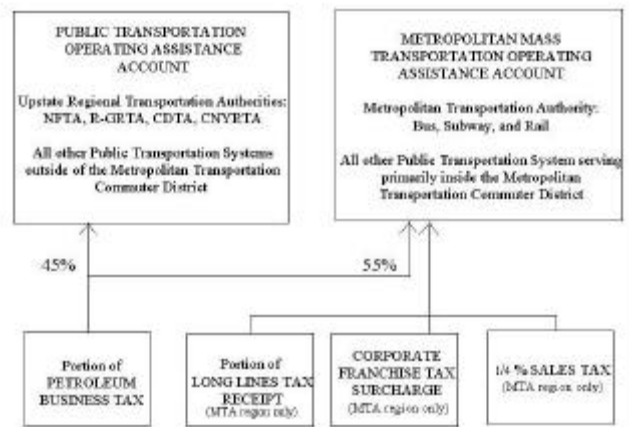 PUBLIC TRANSPORTATION
OPERATING ASSISTANCE
ACCOUNT
Upstate Regional Transportation Authorities:
NFTA, R-GRTA, CDTA, CNYRTA
All other Public Transportation Systems
outside of the Metropolitan Transportation
Commuter District
METROPOLITAN MASS
TRANSPORTATION OPERATING
ASSISTANCE ACCOUNT
Metropolitan Transportation Authority:
Bus, Subway, and Rail
All other Public Transportation System serving
primarily inside the Metropolitan
Transportation Commuter District
45%
55%
Portion of
PETROLEUM
BUSINESS TAX
Portion of
LONG LINES TAX
RECEIPT
(MTA region only)
CORPORATE
FRANCHISE TAX
SURCHARGE
(MTA region only)
1/4 % SALES TAX
(MTA region only)